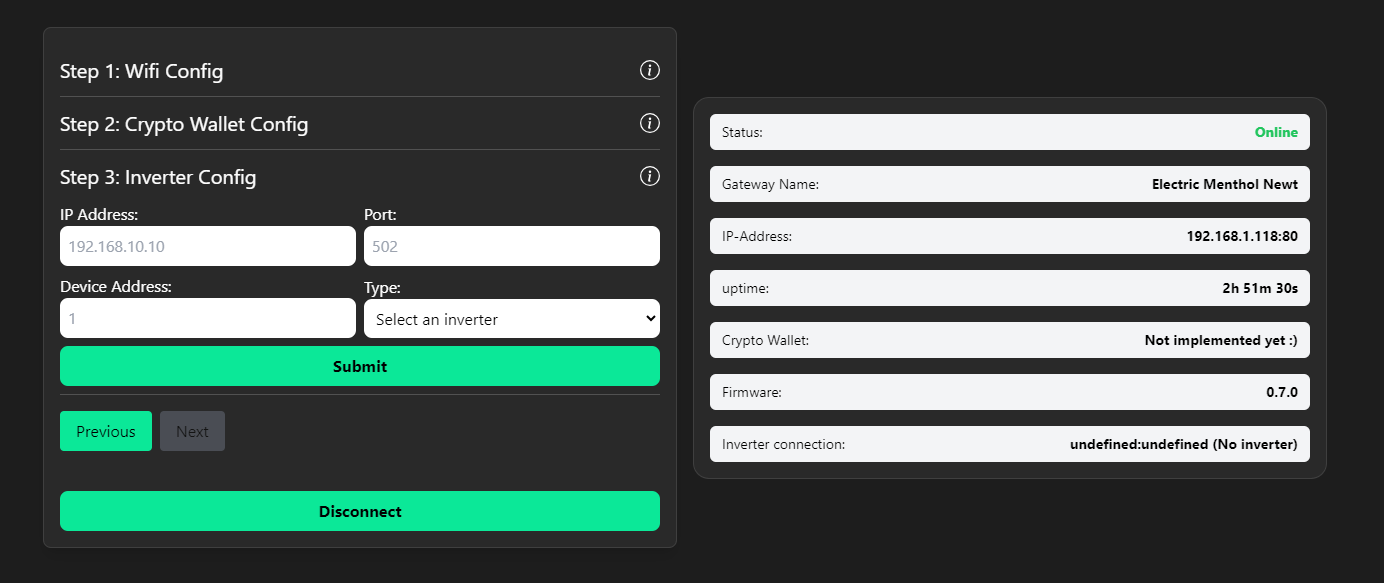 Step 1: Wifi Config
Step 2: Crypto Wallet Config
Step 3: Inverter Config
IP Address: Port:
192.168.10.10 502
Device Address: Type:
1 Select an inverter
Submit
Previous Next
Disconnect
Status: Online
Gateway Name: Electric Menthol Newt
IP-Address: 192.168.1.118:80
uptime: 2h 51m 30s
Crypto Wallet: Not implemented yet :)
Firmware: 0.7.0
Inverter connection: undefined:undefined (No inverter)